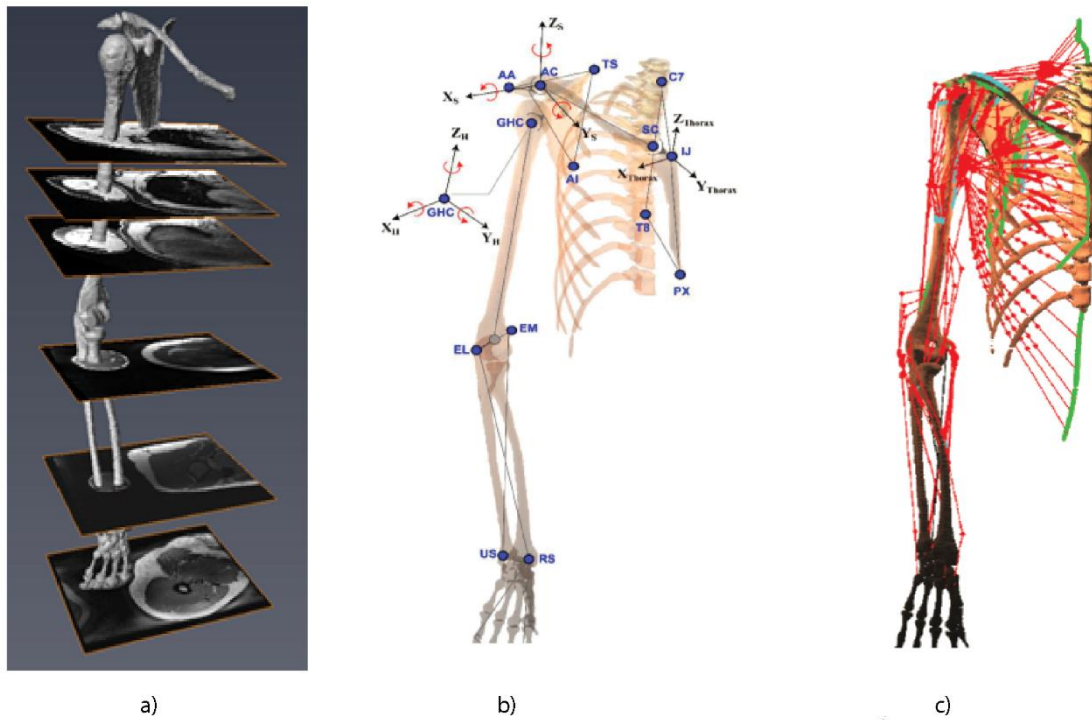 Z_S
AA
AC
TS
C7
X_S
GHC
Y_S
SC
Z_Thorax
IJ
Z_H
AI
X_Thorax
Y_Thorax
GHC
X_H
Y_H
T8
PX
EM
EL
US
RS
a)
b)
c)